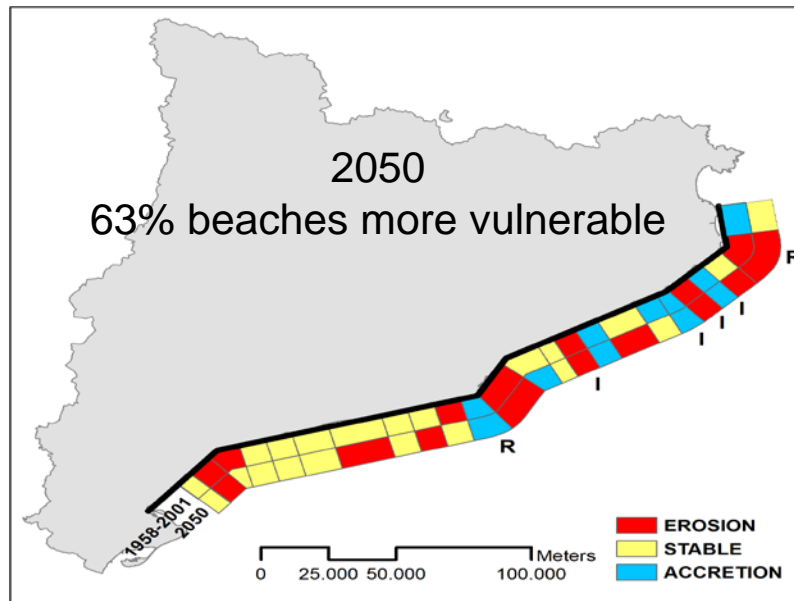 2050
63% beaches more vulnerable
R
I
I
I
I
R
1958-2001
2050
EROSION
STABLE
ACCRETION
Meters
0 25.000 50.000 100.000